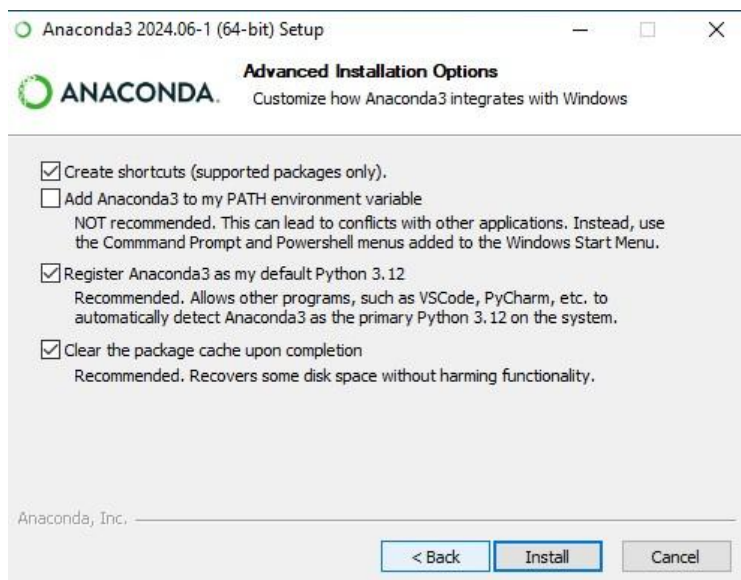 Anaconda3 2024.06-1 (64-bit) Setup
ANACONDA.
Advanced Installation Options
Customize how Anaconda3 integrates with Windows
Create shortcuts (supported packages only).
Add Anaconda3 to my PATH environment variable
NOT recommended. This can lead to conflicts with other applications. Instead, use
the Commmand Prompt and Powershell menus added to the Windows Start Menu.
Register Anaconda3 as my default Python 3.12
Recommended. Allows other programs, such as VSCode, PyCharm, etc. to
automatically detect Anaconda3 as the primary Python 3.12 on the system.
Clear the package cache upon completion
Recommended. Recovers some disk space without harming functionality.
Anaconda, Inc.
< Back Install Cancel